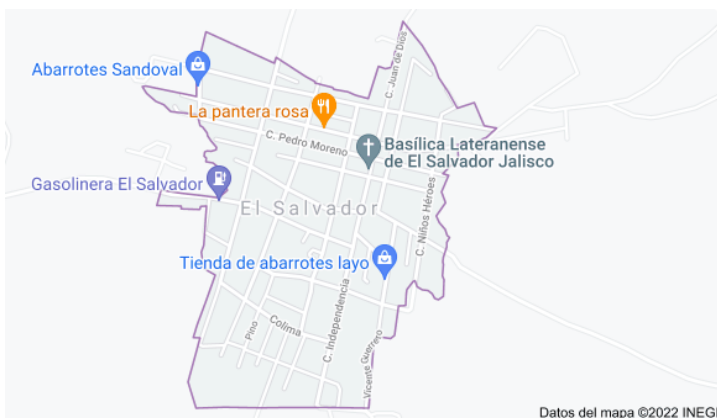 C. Juan de Dios
Abarrotes Sandoval
La pantera rosa
C. Pedro Moreno
Basílica Lateranense
de El Salvador Jalisco
Gasolinera El Salvador
El Salvador
C. Niños Héroes
Tienda de abarrotes layo
C. Independencia
Colima
Pino
Vicente Guerrero
Datos del mapa ©2022 INEGI